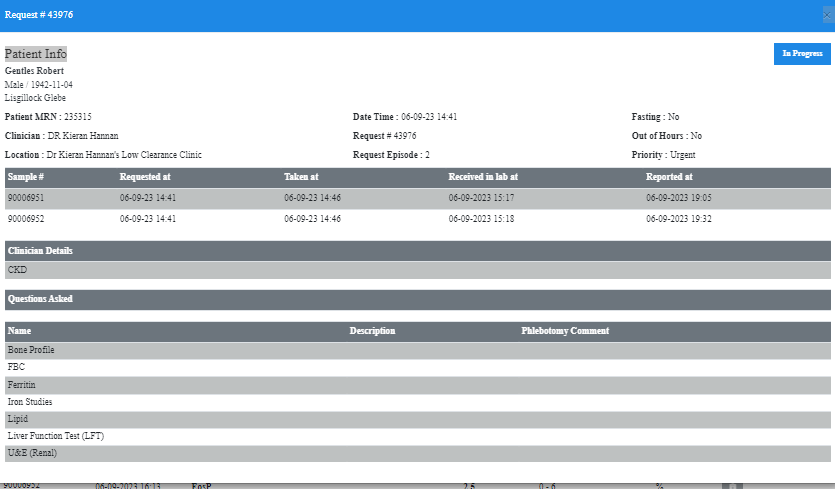 Request # 43976
×
Patient Info
In Progress
Gentles Robert
Male / 1942-11-04
Lisgillock Glebe
Patient MRN : 235315 Date Time : 06-09-23 14:41 Fasting : No
Clinician : DR Kieran Hannan Request # 43976 Out of Hours : No
Location : Dr Kieran Hannan's Low Clearance Clinic Request Episode : 2 Priority : Urgent
Sample # Requested at Taken at Received in lab at Reported at
90006951 06-09-23 14:41 06-09-23 14:46 06-09-2023 15:17 06-09-2023 19:05
90006952 06-09-23 14:41 06-09-23 14:46 06-09-2023 15:18 06-09-2023 19:32
Clinician Details
CKD
Questions Asked
Name Description Phlebotomy Comment
Bone Profile
FBC
Ferritin
Iron Studies
Lipid
Liver Function Test (LFT)
U&E (Renal)
90006952 06-09-2023 16:13 EosP 2.5 0 - 6 %